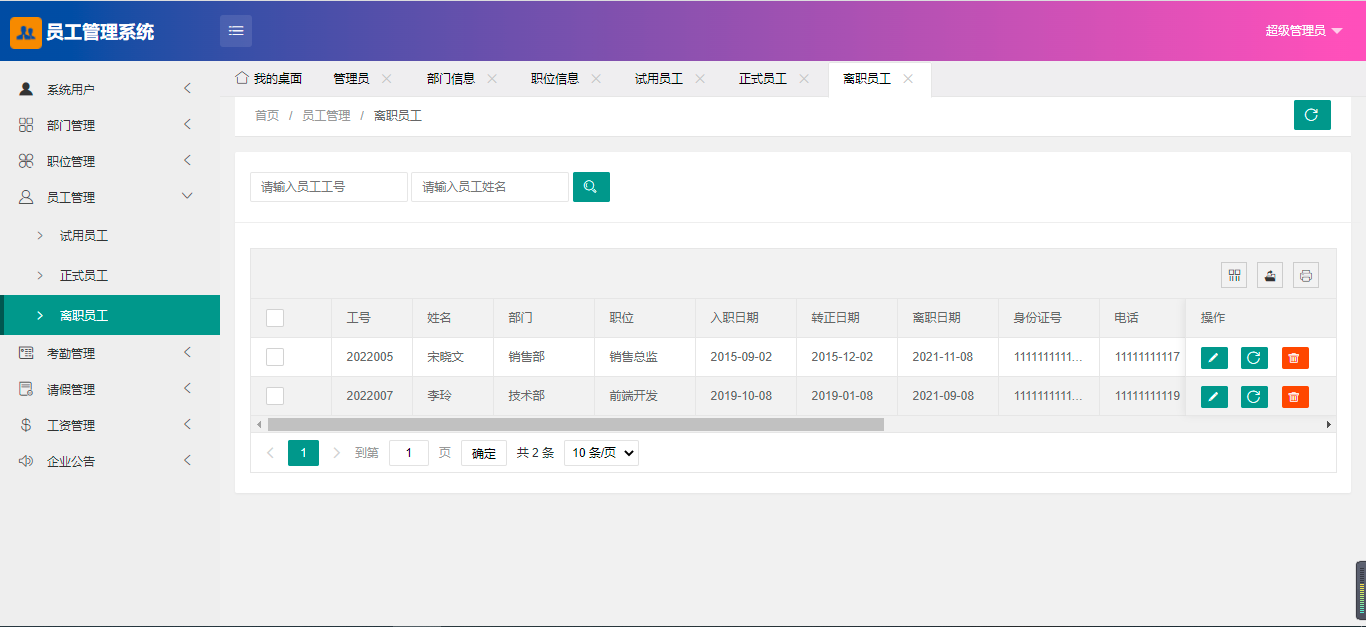 员工管理系统
超级管理员
系统用户
部门管理
职位管理
员工管理
试用员工
正式员工
离职员工
考勤管理
请假管理
工资管理
企业公告
我的桌面 管理员 部门信息 职位信息 试用员工 正式员工 离职员工
首页 / 员工管理 / 离职员工
请输入员工工号 请输入员工姓名
工号 姓名 部门 职位 入职日期 转正日期 离职日期 身份证号 电话 操作
2022005 宋晓文 销售部 销售总监 2015-09-02 2015-12-02 2021-11-08 1111111111... 11111111117
2022007 李玲 技术部 前端开发 2019-10-08 2019-01-08 2021-09-08 1111111111... 11111111119
1 到第 1 页 确定 共 2 条 10 条/页